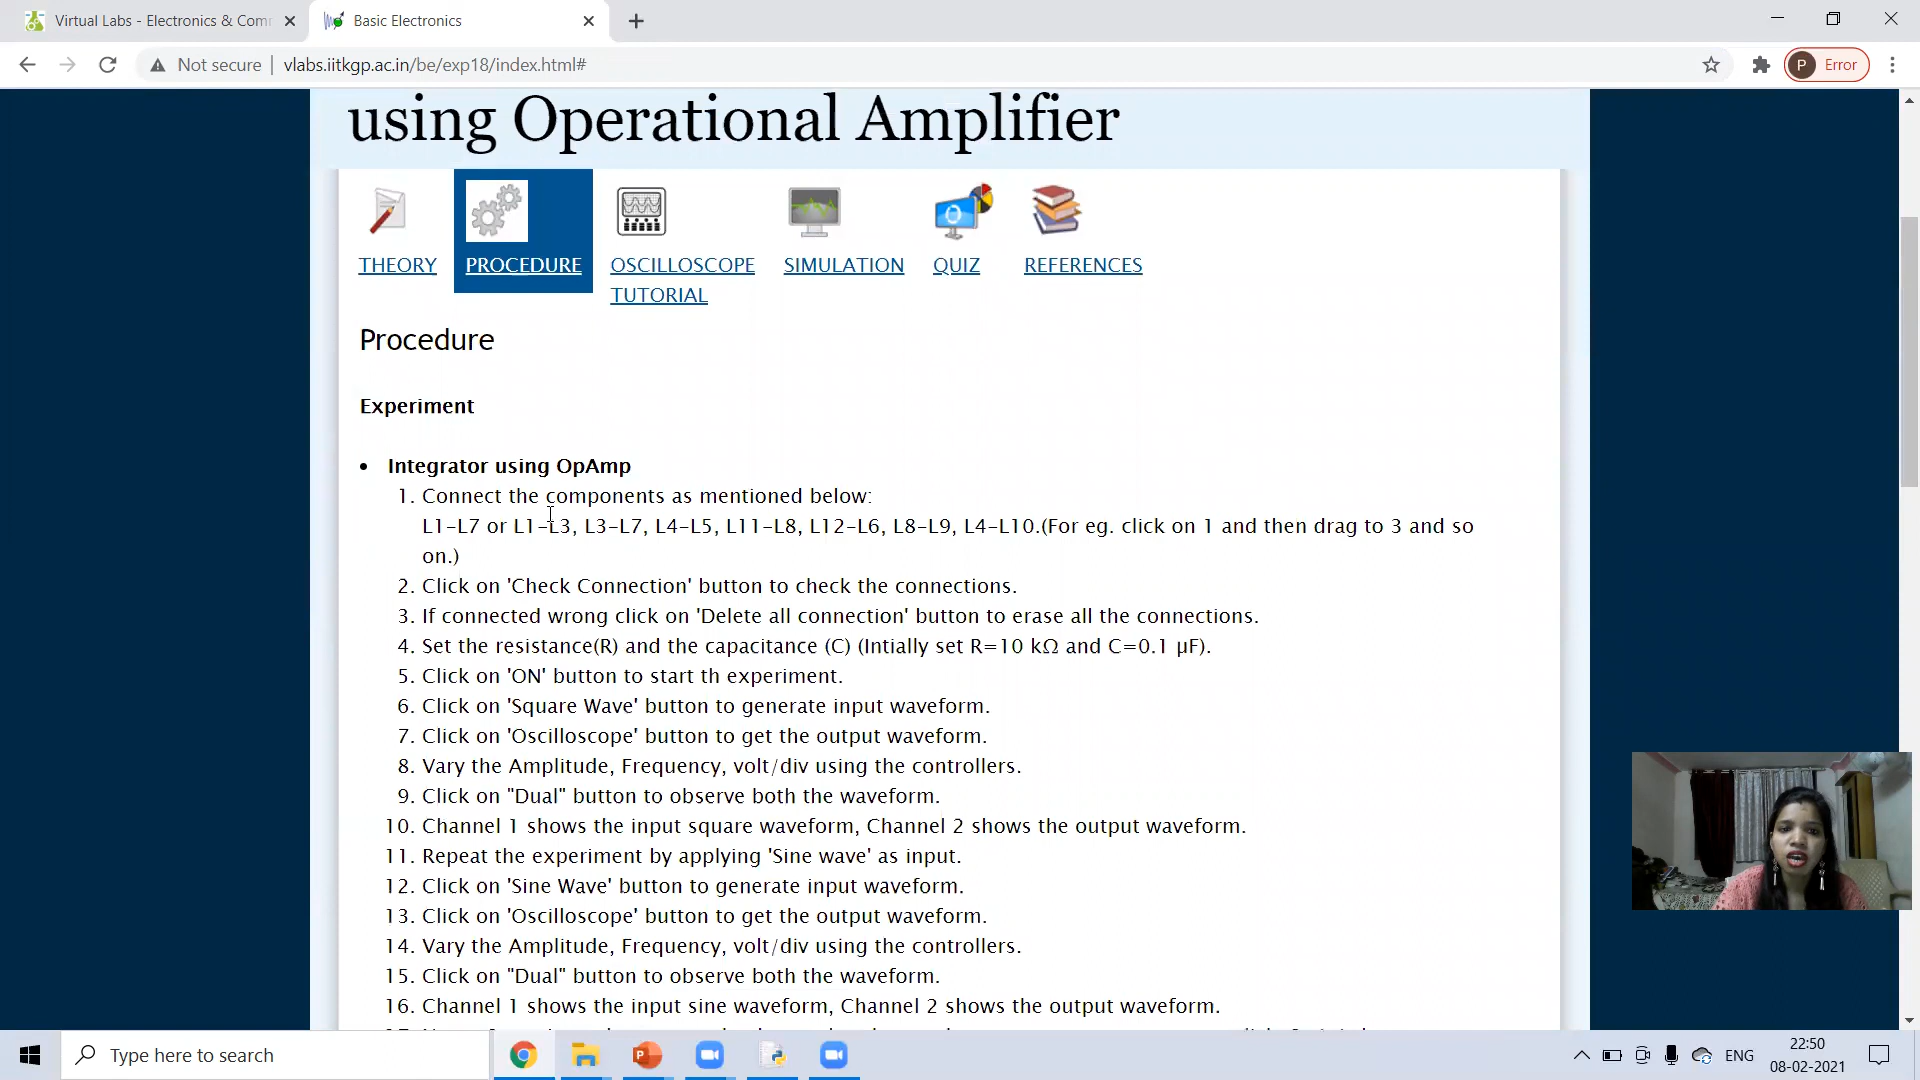 Virtual Labs - Electronics & Com
Basic Electronics
Not secure
vlabs.iitkgp.ac.in/be/exp18/index.html#
P Error
using Operational Amplifier
THEORY
PROCEDURE
OSCILLOSCOPE
TUTORIAL
SIMULATION
QUIZ
REFERENCES
Procedure
Experiment
• Integrator using OpAmp
1. Connect the components as mentioned below:
L1-L7 or L1-L3, L3-L7, L4-L5, L11-L8, L12-L6, L8-L9, L4-L10.(For eg. click on 1 and then drag to 3 and so
on.)
2. Click on 'Check Connection' button to check the connections.
3. If connected wrong click on 'Delete all connection' button to erase all the connections.
4. Set the resistance(R) and the capacitance (C) (Intially set R=10 kΩ and C=0.1 µF).
5. Click on 'ON' button to start th experiment.
6. Click on 'Square Wave' button to generate input waveform.
7. Click on 'Oscilloscope' button to get the output waveform.
8. Vary the Amplitude, Frequency, volt/div using the controllers.
9. Click on "Dual" button to observe both the waveform.
10. Channel 1 shows the input square waveform, Channel 2 shows the output waveform.
11. Repeat the experiment by applying 'Sine wave' as input.
12. Click on 'Sine Wave' button to generate input waveform.
13. Click on 'Oscilloscope' button to get the output waveform.
14. Vary the Amplitude, Frequency, volt/div using the controllers.
15. Click on "Dual" button to observe both the waveform.
16. Channel 1 shows the input sine waveform, Channel 2 shows the output waveform.
Type here to search
ENG
22:50
08-02-2021